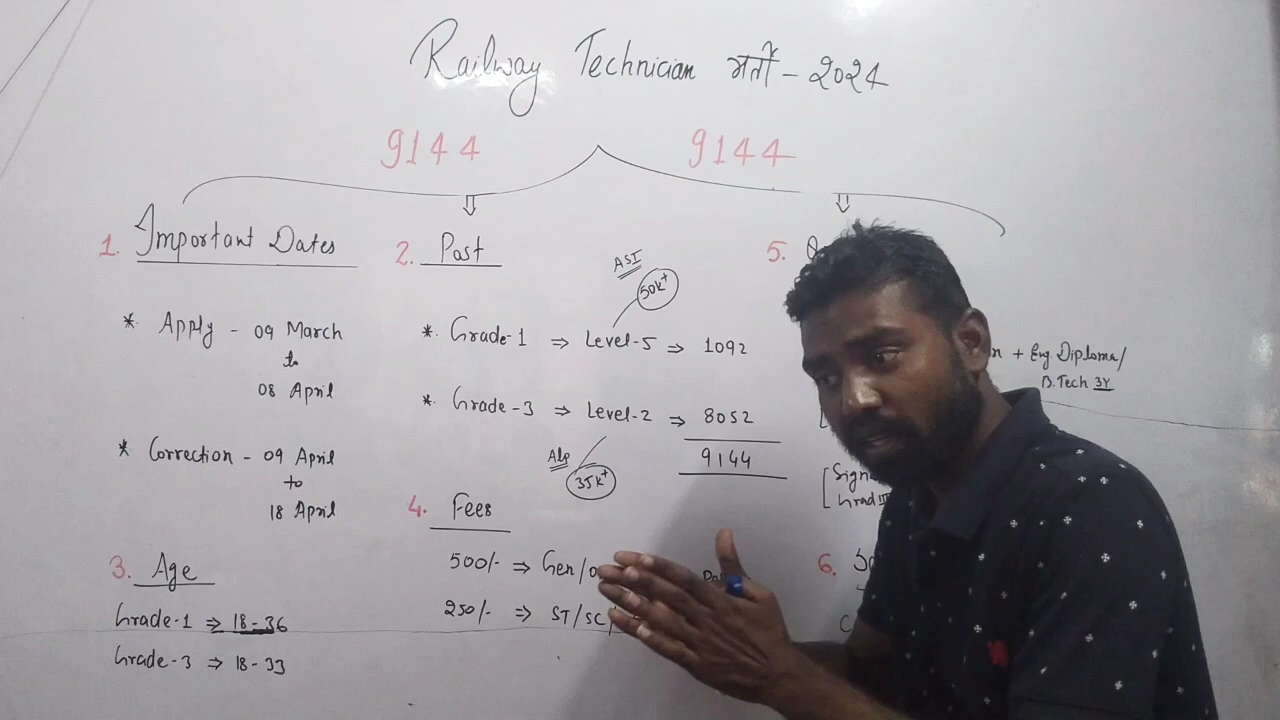 Railway Technician भर्ती - 2024
9144 9144
1. Important Dates
* Apply - 09 March
to
08 April
* Correction - 09 April
to
18 April
2. Post
ASI
50k+
* Grade-1 ⇒ Level-5 ⇒ 1092
* Grade-3 ⇒ Level-2 ⇒ 8052
9144
Alp
35k+
3. Age
Grade-1 ⇒ 18-36
Grade-3 ⇒ 18-33
4. Fees
500/- ⇒ Gen/
250/- ⇒ ST/SC/
5.
+ Eng. Diploma/
B.Tech 3Y
[
Grad III
6.